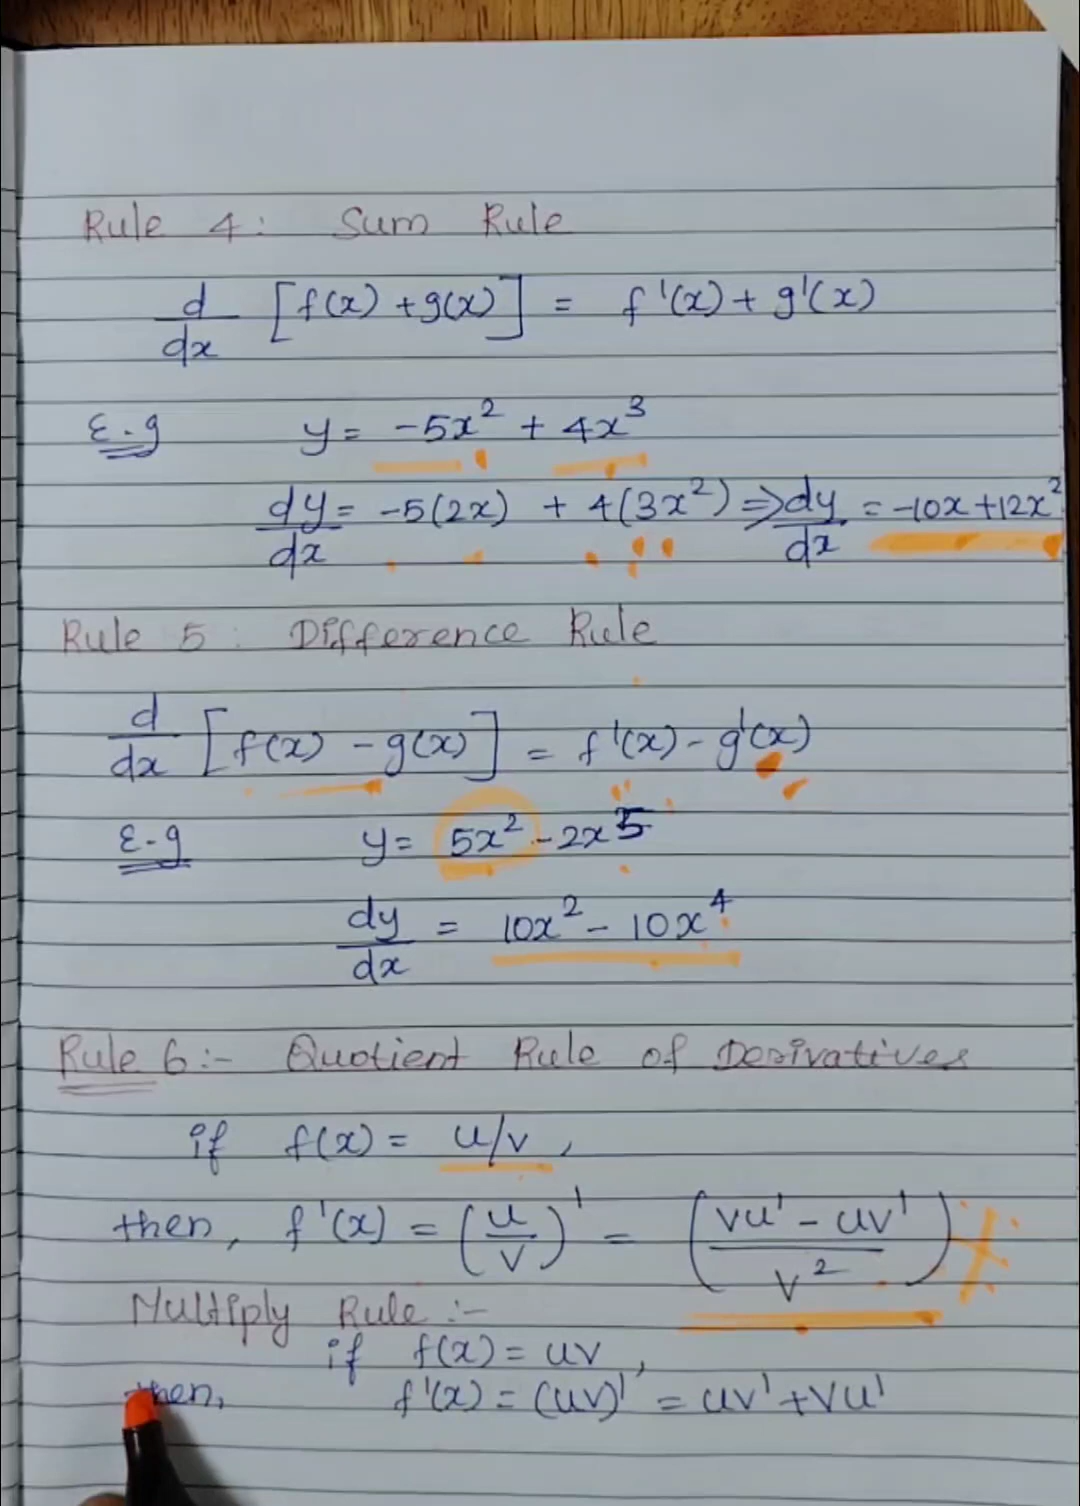 Rule 4: Sum Rule
d/dx [f(x) + g(x)] = f'(x) + g'(x)
E.g y = -5x² + 4x³
dy/dx = -5(2x) + 4(3x²) ⇒ dy/dx = -10x + 12x²
Rule 5: Difference Rule
d/dx [f(x) - g(x)] = f'(x) - g'(x)
E.g y = 5x² - 2x⁵
dy/dx = 10x² - 10x⁴
Rule 6:- Quotient Rule of Derivatives
if f(x) = u/v,
then, f'(x) = (u/v)' = ((vu' - uv')/v²)
Multiply Rule:-
if f(x) = uv,
then, f'(x) = (uv)' = uv' + vu'